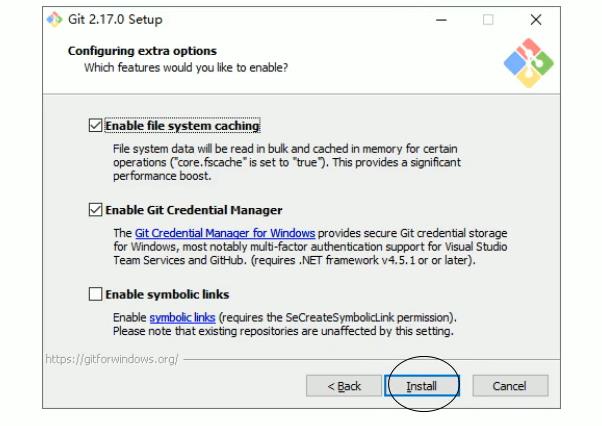 Git 2.17.0 Setup
Configuring extra options
Which features would you like to enable?
Enable file system caching
File system data will be read in bulk and cached in memory for certain
operations ("core.fscache" is set to "true"). This provides a significant
performance boost.
Enable Git Credential Manager
The Git Credential Manager for Windows provides secure Git credential storage
for Windows, most notably multi-factor authentication support for Visual Studio
Team Services and GitHub. (requires .NET framework v4.5.1 or or later).
Enable symbolic links
Enable symbolic links (requires the SeCreateSymbolicLink permission).
Please note that existing repositories are unaffected by this setting.
https://gitforwindows.org/
< Back Install Cancel